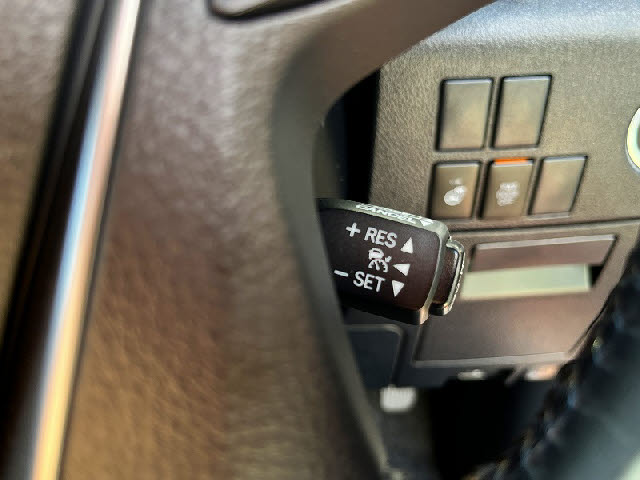 + RES ▲
◀
− SET ▼